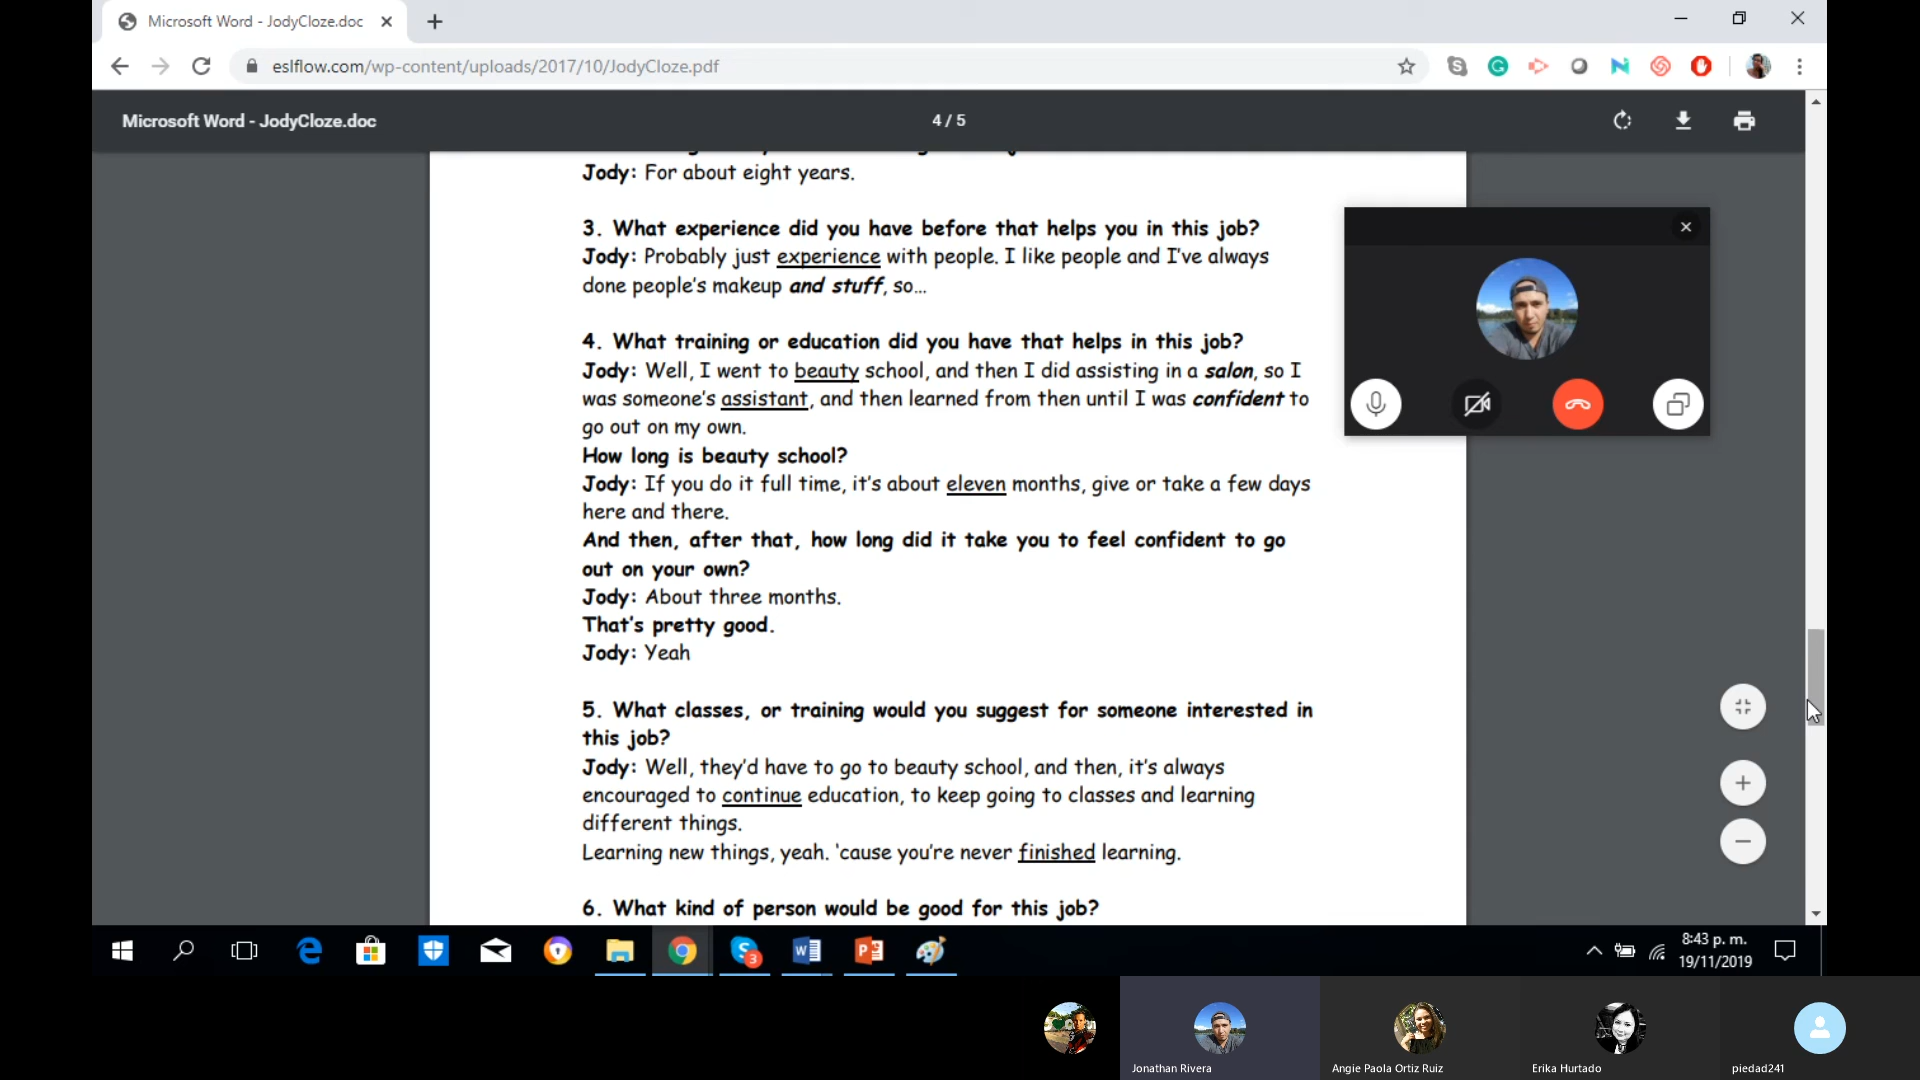 Microsoft Word - JodyCloze.doc
eslflow.com/wp-content/uploads/2017/10/JodyCloze.pdf
Microsoft Word - JodyCloze.doc
4 / 5
Jody: For about eight years.
3. What experience did you have before that helps you in this job?
Jody: Probably just experience with people. I like people and I've always
done people's makeup and stuff, so...
4. What training or education did you have that helps in this job?
Jody: Well, I went to beauty school, and then I did assisting in a salon, so I
was someone's assistant, and then learned from then until I was confident to
go out on my own.
How long is beauty school?
Jody: If you do it full time, it's about eleven months, give or take a few days
here and there.
And then, after that, how long did it take you to feel confident to go
out on your own?
Jody: About three months.
That's pretty good.
Jody: Yeah
5. What classes, or training would you suggest for someone interested in
this job?
Jody: Well, they'd have to go to beauty school, and then, it's always
encouraged to continue education, to keep going to classes and learning
different things.
Learning new things, yeah. 'cause you're never finished learning.
6. What kind of person would be good for this job?
3
8:43 p. m.
19/11/2019
Jonathan Rivera
Angie Paola Ortiz Ruiz
Erika Hurtado
piedad241